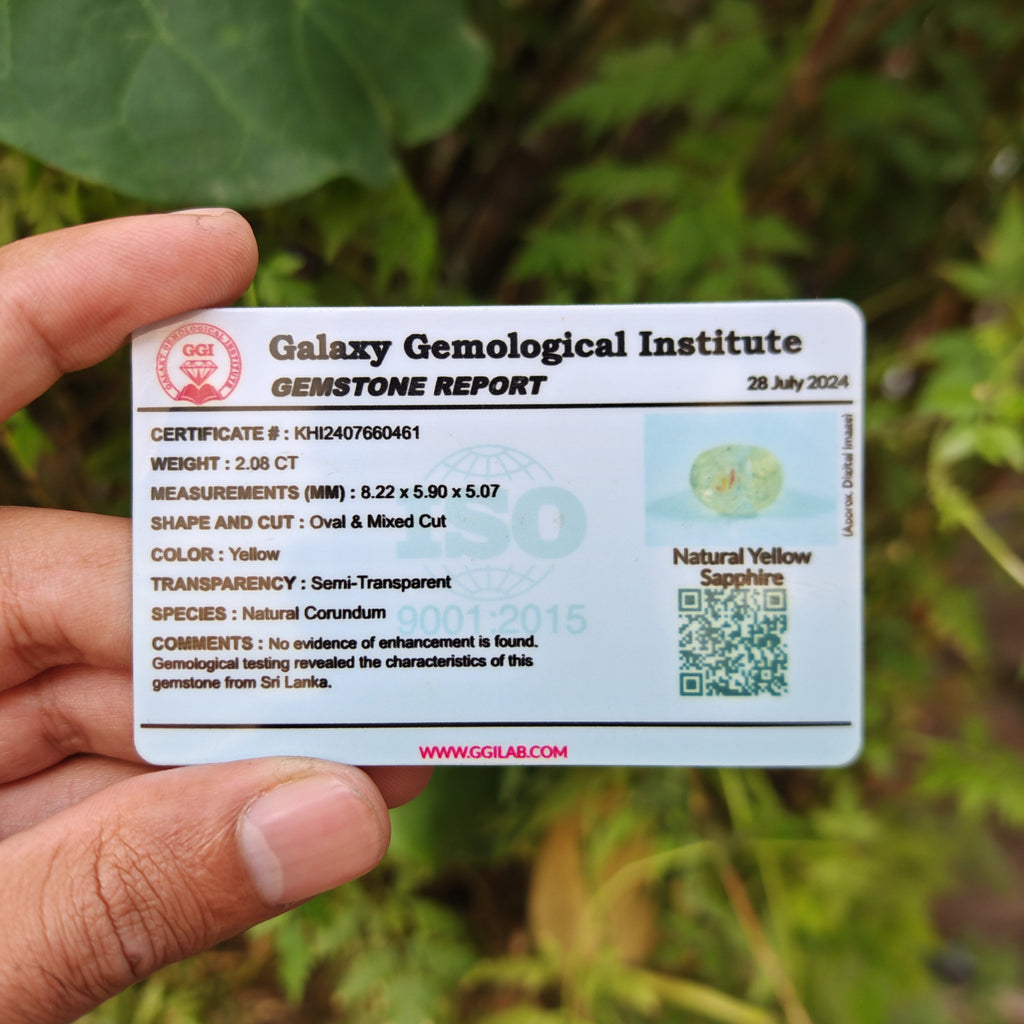 GALAXY GEMOLOGICAL INSTITUTE
GGI
Galaxy Gemological Institute
GEMSTONE REPORT
28 July 2024
CERTIFICATE # : KHI2407660461
WEIGHT : 2.08 CT
MEASUREMENTS (MM) : 8.22 x 5.90 x 5.07
SHAPE AND CUT : Oval & Mixed Cut
COLOR : Yellow
TRANSPARENCY : Semi-Transparent
SPECIES : Natural Corundum
COMMENTS : No evidence of enhancement is found.
Gemological testing revealed the characteristics of this
gemstone from Sri Lanka.
ISO
9001:2015
(Approx. Digital Image)
Natural Yellow
Sapphire
WWW.GGILAB.COM